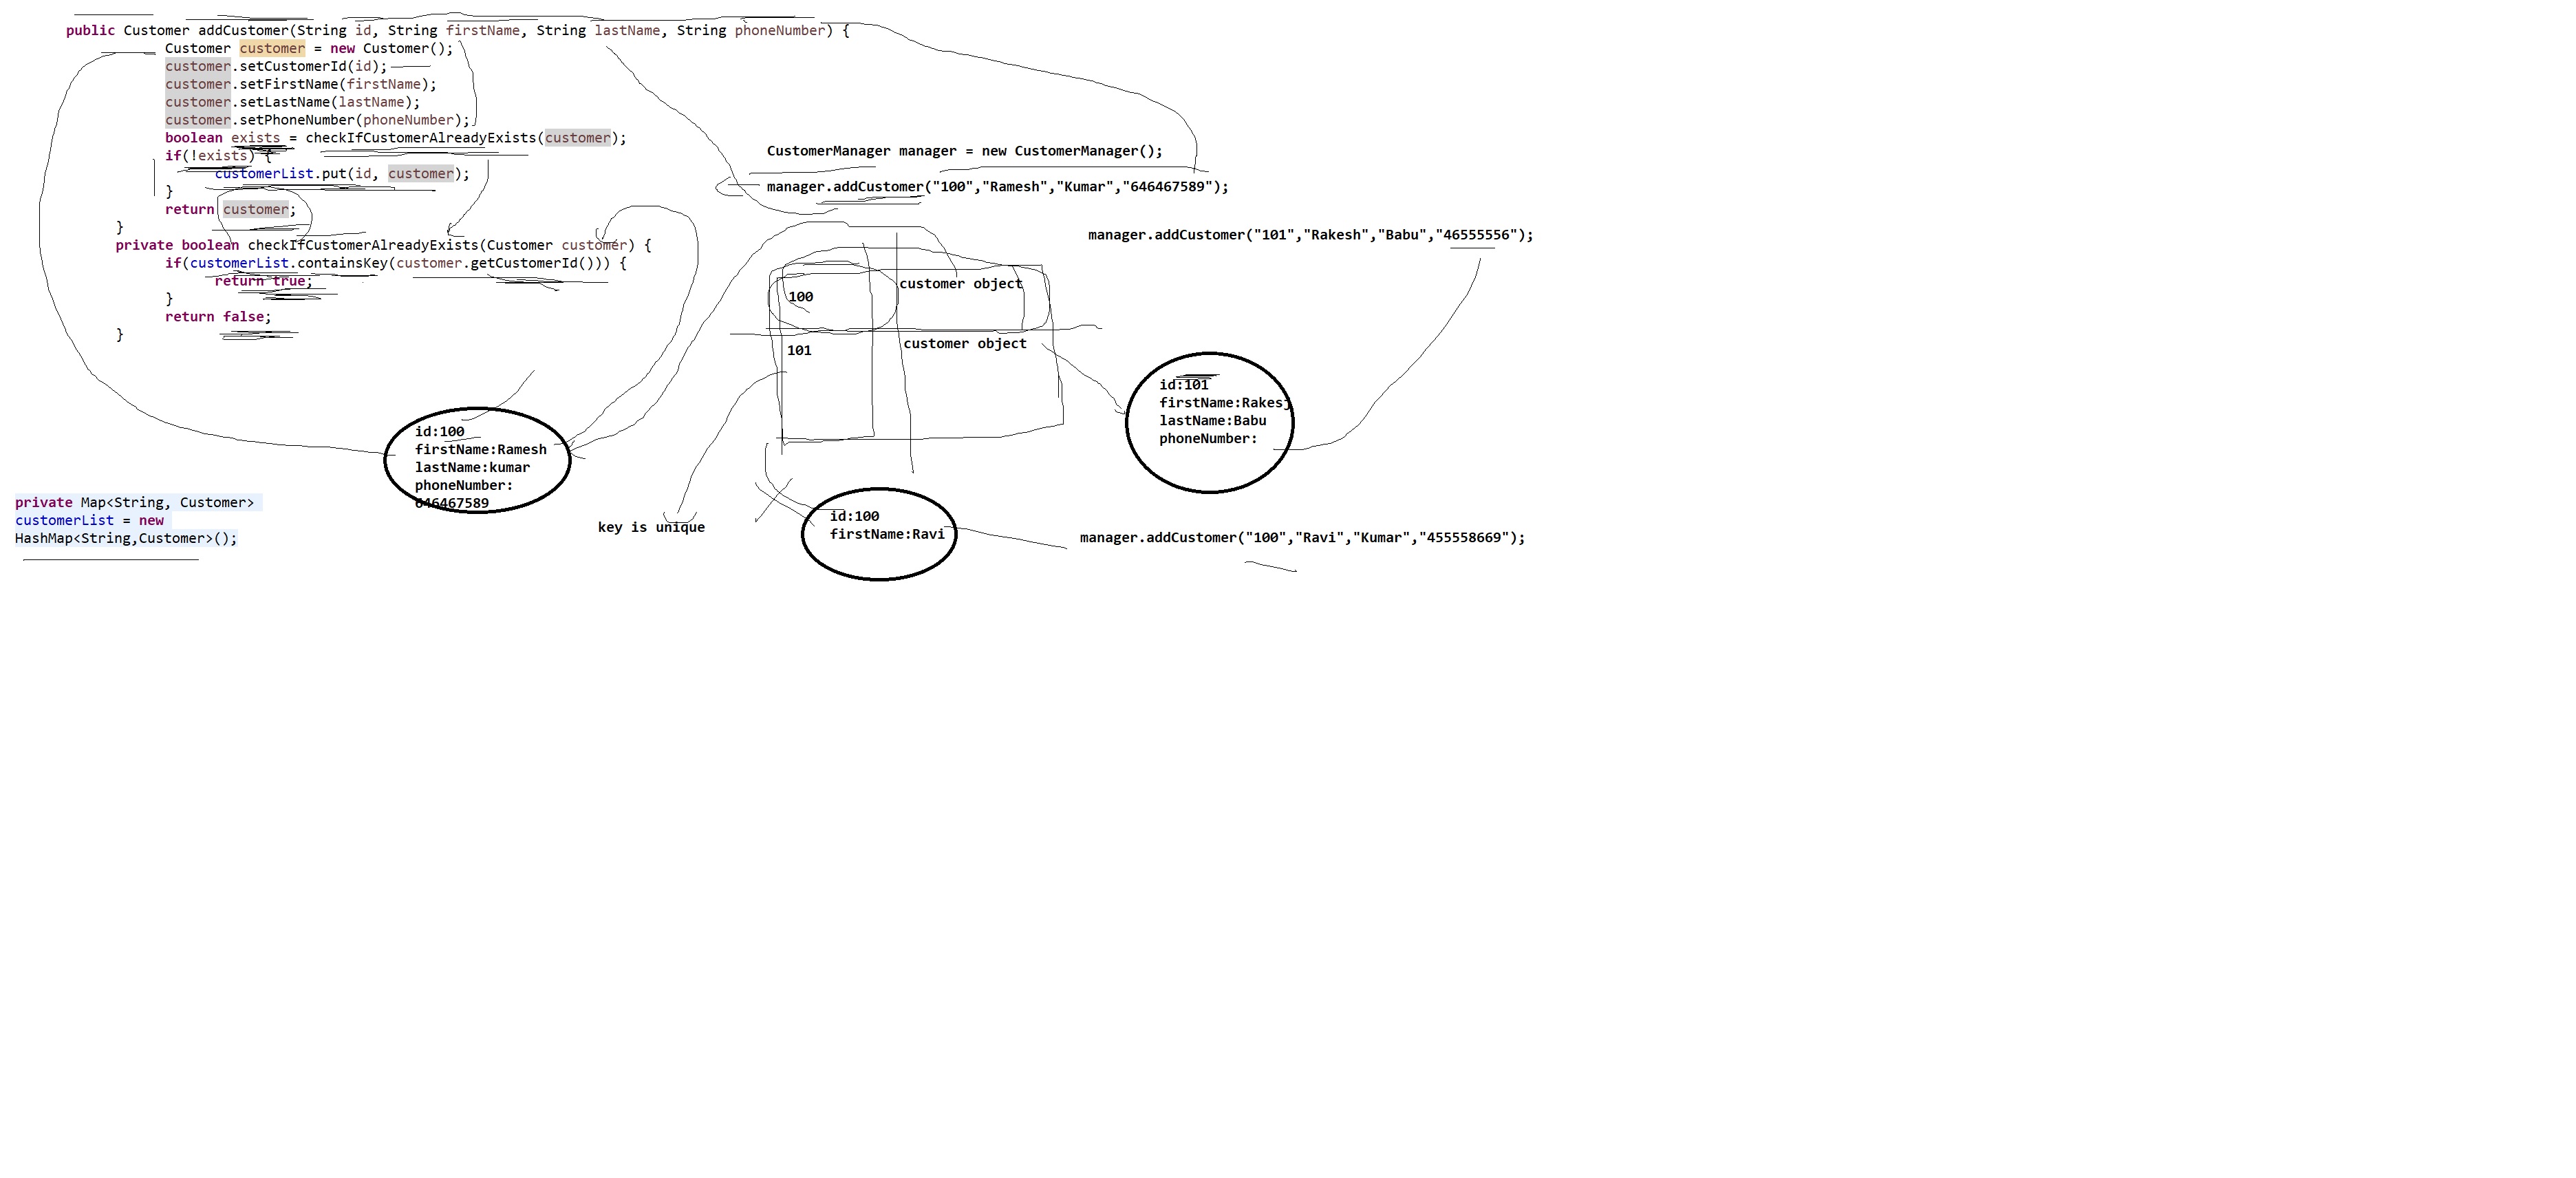 public Customer addCustomer(String id, String firstName, String lastName, String phoneNumber) {
Customer customer = new Customer();
customer.setCustomerId(id);
customer.setFirstName(firstName);
customer.setLastName(lastName);
customer.setPhoneNumber(phoneNumber);
boolean exists = checkIfCustomerAlreadyExists(customer);
if(!exists) {
customerList.put(id, customer);
}
return customer;
}
private boolean checkIfCustomerAlreadyExists(Customer customer) {
if(customerList.containsKey(customer.getCustomerId())) {
return true;
}
return false;
}
CustomerManager manager = new CustomerManager();
manager.addCustomer("100","Ramesh","Kumar","646467589");
manager.addCustomer("101","Rakesh","Babu","46555556");
100
customer object
101
customer object
id:101
firstName:Rakesj
lastName:Babu
phoneNumber:
id:100
firstName:Ramesh
lastName:kumar
phoneNumber:
646467589
private Map<String, Customer>
customerList = new
HashMap<String,Customer>();
key is unique
id:100
firstName:Ravi
manager.addCustomer("100","Ravi","Kumar","455558669");